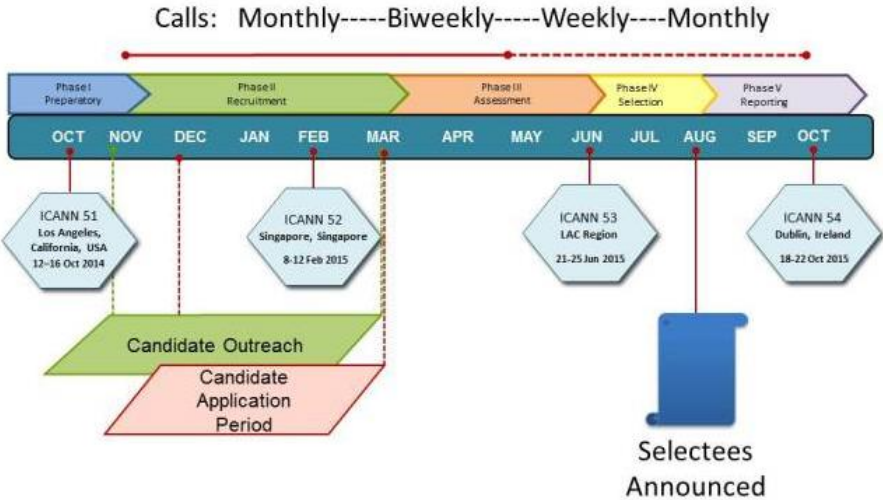 Calls: Monthly-----Biweekly-----Weekly----Monthly
Phase I
Preparatory
Phase II
Recruitment
Phase III
Assessment
Phase IV
Selection
Phase V
Reporting
OCT NOV DEC JAN FEB MAR APR MAY JUN JUL AUG SEP OCT
ICANN 51
Los Angeles,
California, USA
12–16 Oct 2014
ICANN 52
Singapore, Singapore
8-12 Feb 2015
ICANN 53
LAC Region
21-25 Jun 2015
ICANN 54
Dublin, Ireland
18-22 Oct 2015
Candidate Outreach
Candidate
Application
Period
Selectees
Announced